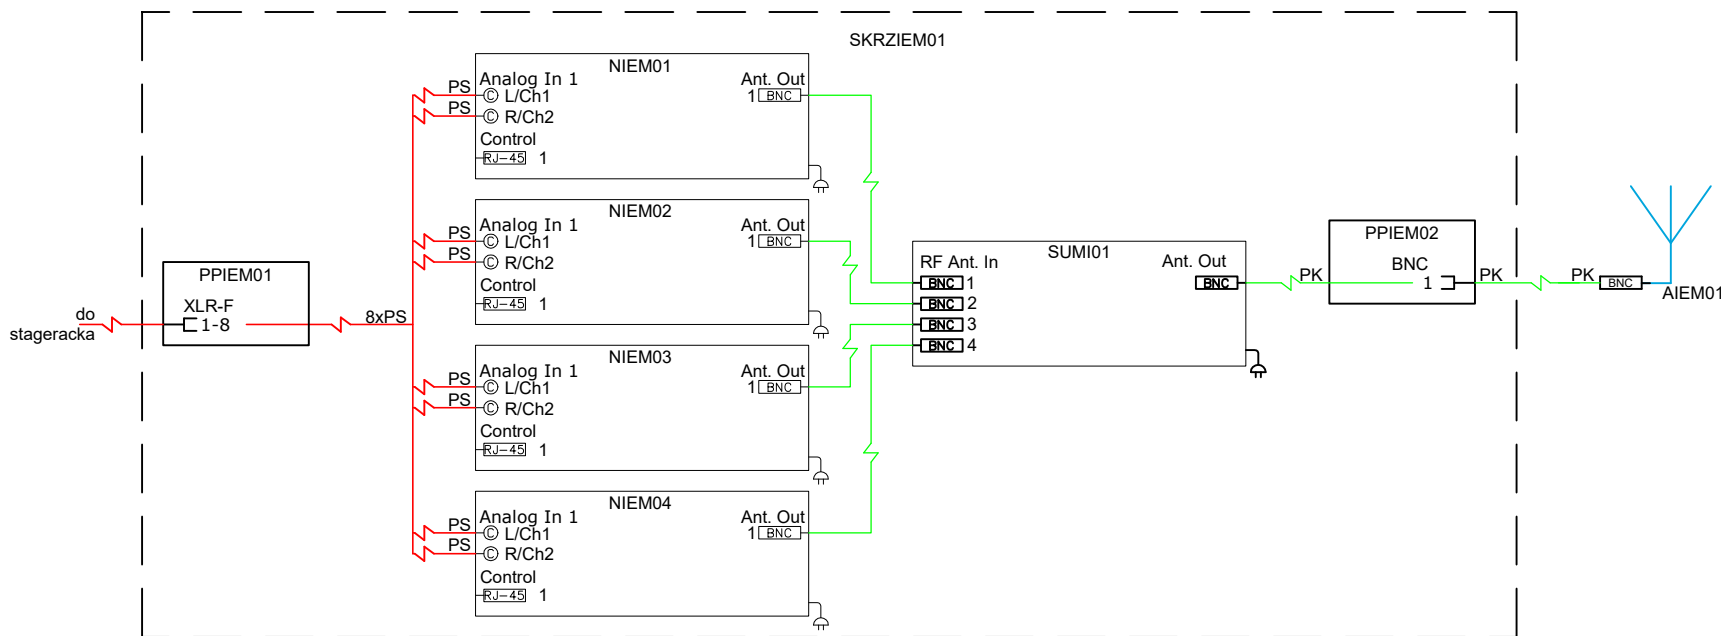 SKRZIEM01
NIEM01
Analog In 1
Ant. Out
PS
L/Ch1
1 BNC
PS
R/Ch2
Control
RJ-45 1
NIEM02
Analog In 1
Ant. Out
PS
L/Ch1
1 BNC
PS
R/Ch2
Control
RJ-45 1
NIEM03
Analog In 1
Ant. Out
PS
L/Ch1
1 BNC
PS
R/Ch2
Control
RJ-45 1
NIEM04
Analog In 1
Ant. Out
PS
L/Ch1
1 BNC
PS
R/Ch2
Control
RJ-45 1
do
stageracka
PPIEM01
XLR-F
1-8
8xPS
SUMI01
RF Ant. In
Ant. Out
BNC 1
BNC 2
BNC 3
BNC 4
BNC
PK
PPIEM02
BNC
1
PK
PK
BNC
AIEM01